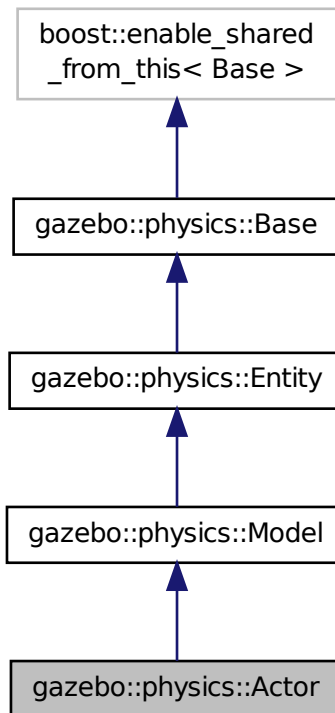 boost::enable_shared
_from_this< Base >
gazebo::physics::Base
gazebo::physics::Entity
gazebo::physics::Model
gazebo::physics::Actor